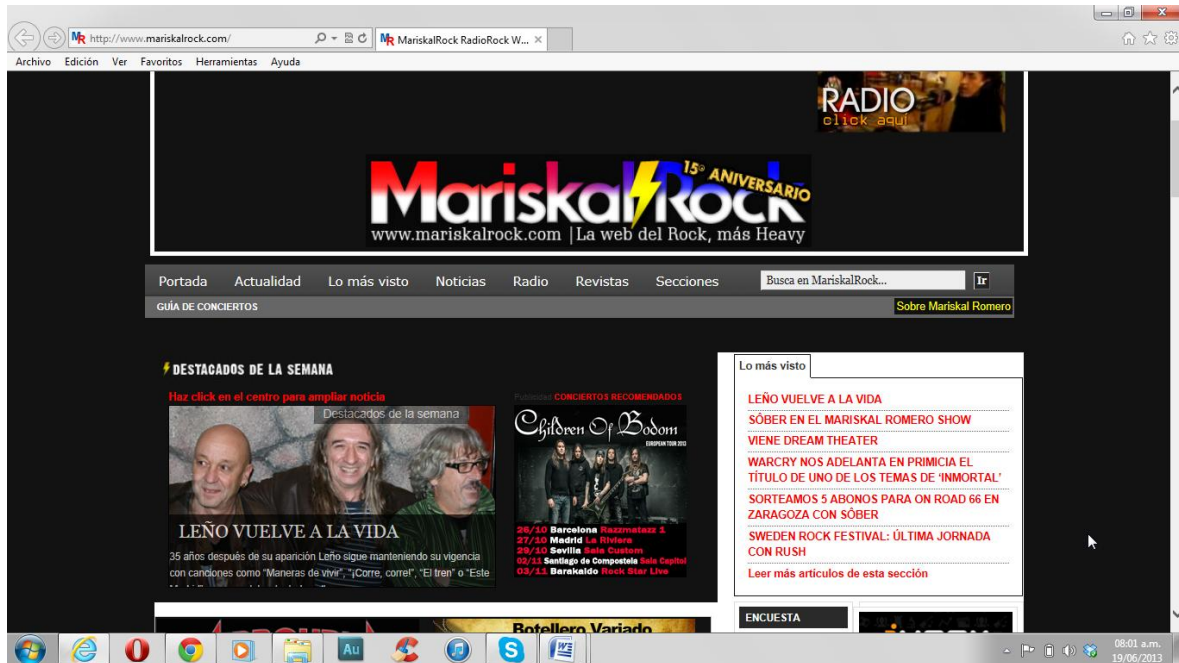 http://www.mariskalrock.com/
MariskalRock RadioRock W...
Archivo Edición Ver Favoritos Herramientas Ayuda
RADIO
click aquí
MariskalRock
15º ANIVERSARIO
www.mariskalrock.com |La web del Rock, más Heavy
Portada Actualidad Lo más visto Noticias Radio Revistas Secciones
Busca en MariskalRock... Ir
GUÍA DE CONCIERTOS
Sobre Mariskal Romero
DESTACADOS DE LA SEMANA
Haz click en el centro para ampliar noticia
Destacados de la semana
LEÑO VUELVE A LA VIDA
35 años después de su aparición Leño sigue manteniendo su vigencia
con canciones como "Maneras de vivir", "¡Corre, corre!", "El tren" o "Este
Publicidad CONCIERTOS RECOMENDADOS
Children Of Bodom
EUROPEAN TOUR 2013
26/10 Barcelona Razzmatazz 1
27/10 Madrid La Riviera
29/10 Sevilla Sala Custom
02/11 Santiago de Compostela Sala Capitol
03/11 Barakaldo Rock Star Live
Lo más visto
LEÑO VUELVE A LA VIDA
SÔBER EN EL MARISKAL ROMERO SHOW
VIENE DREAM THEATER
WARCRY NOS ADELANTA EN PRIMICIA EL
TÍTULO DE UNO DE LOS TEMAS DE 'INMORTAL'
SORTEAMOS 5 ABONOS PARA ON ROAD 66 EN
ZARAGOZA CON SÔBER
SWEDEN ROCK FESTIVAL: ÚLTIMA JORNADA
CON RUSH
Leer más artículos de esta sección
Botellero Variado
ENCUESTA
Au
08:01 a.m.
19/06/2013